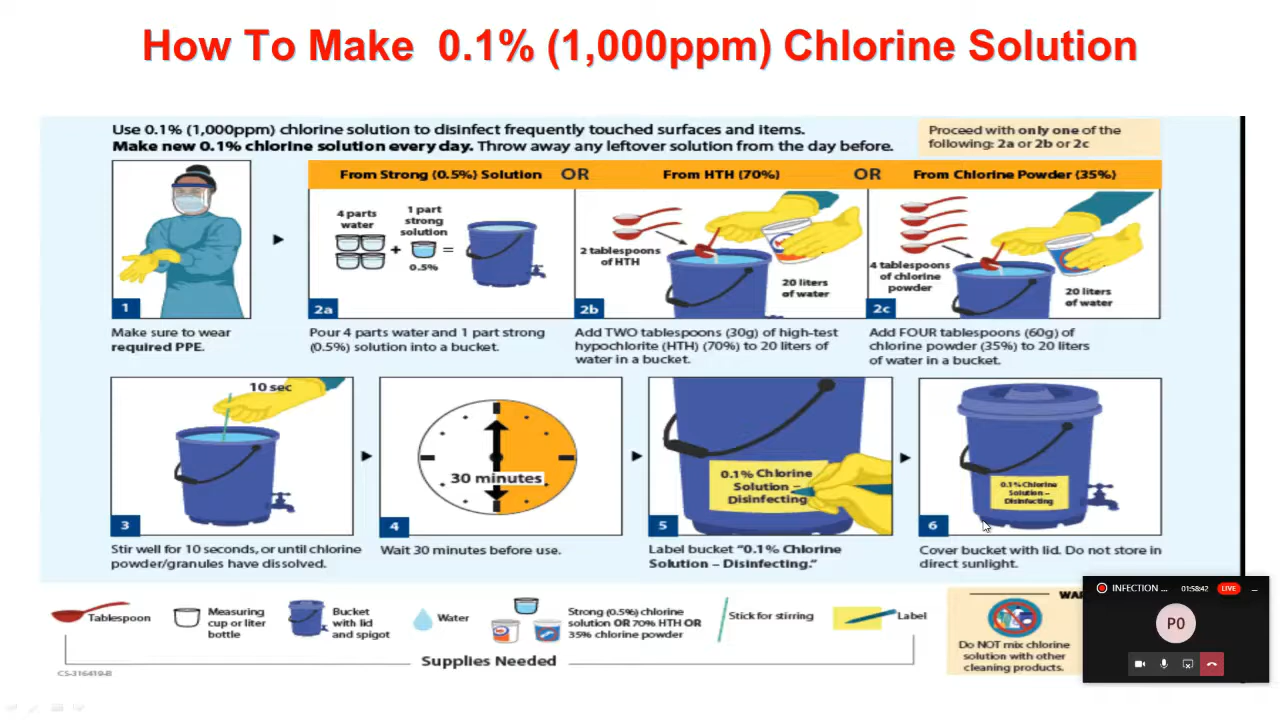 How To Make 0.1% (1,000ppm) Chlorine Solution
Use 0.1% (1,000ppm) chlorine solution to disinfect frequently touched surfaces and items.
Make new 0.1% chlorine solution every day. Throw away any leftover solution from the day before.
Proceed with only one of the
following: 2a or 2b or 2c
From Strong (0.5%) Solution OR From HTH (70%) OR From Chlorine Powder (35%)
1
Make sure to wear
required PPE.
4 parts
water
+
1 part
strong
solution
0.5%
=
2a
Pour 4 parts water and 1 part strong
(0.5%) solution into a bucket.
2 tablespoons
of HTH
20 liters
of water
2b
Add TWO tablespoons (30g) of high-test
hypochlorite (HTH) (70%) to 20 liters of
water in a bucket.
4 tablespoons
of chlorine
powder
20 liters
of water
2c
Add FOUR tablespoons (60g) of
chlorine powder (35%) to 20 liters
of water in a bucket.
10 sec
3
Stir well for 10 seconds, or until chlorine
powder/granules have dissolved.
30 minutes
4
Wait 30 minutes before use.
0.1% Chlorine
Solution –
Disinfecting
5
Label bucket "0.1% Chlorine
Solution – Disinfecting."
0.1% Chlorine
Solution –
Disinfecting
6
Cover bucket with lid. Do not store in
direct sunlight.
Tablespoon
Measuring
cup or liter
bottle
Bucket
with lid
and spigot
Water
Strong (0.5%) chlorine
solution OR 70% HTH OR
35% chlorine powder
Stick for stirring
Label
Supplies Needed
CS-316419-B
Do NOT mix chlorine
solution with other
cleaning products.
INFECTION ... 01:58:42 LIVE
P0